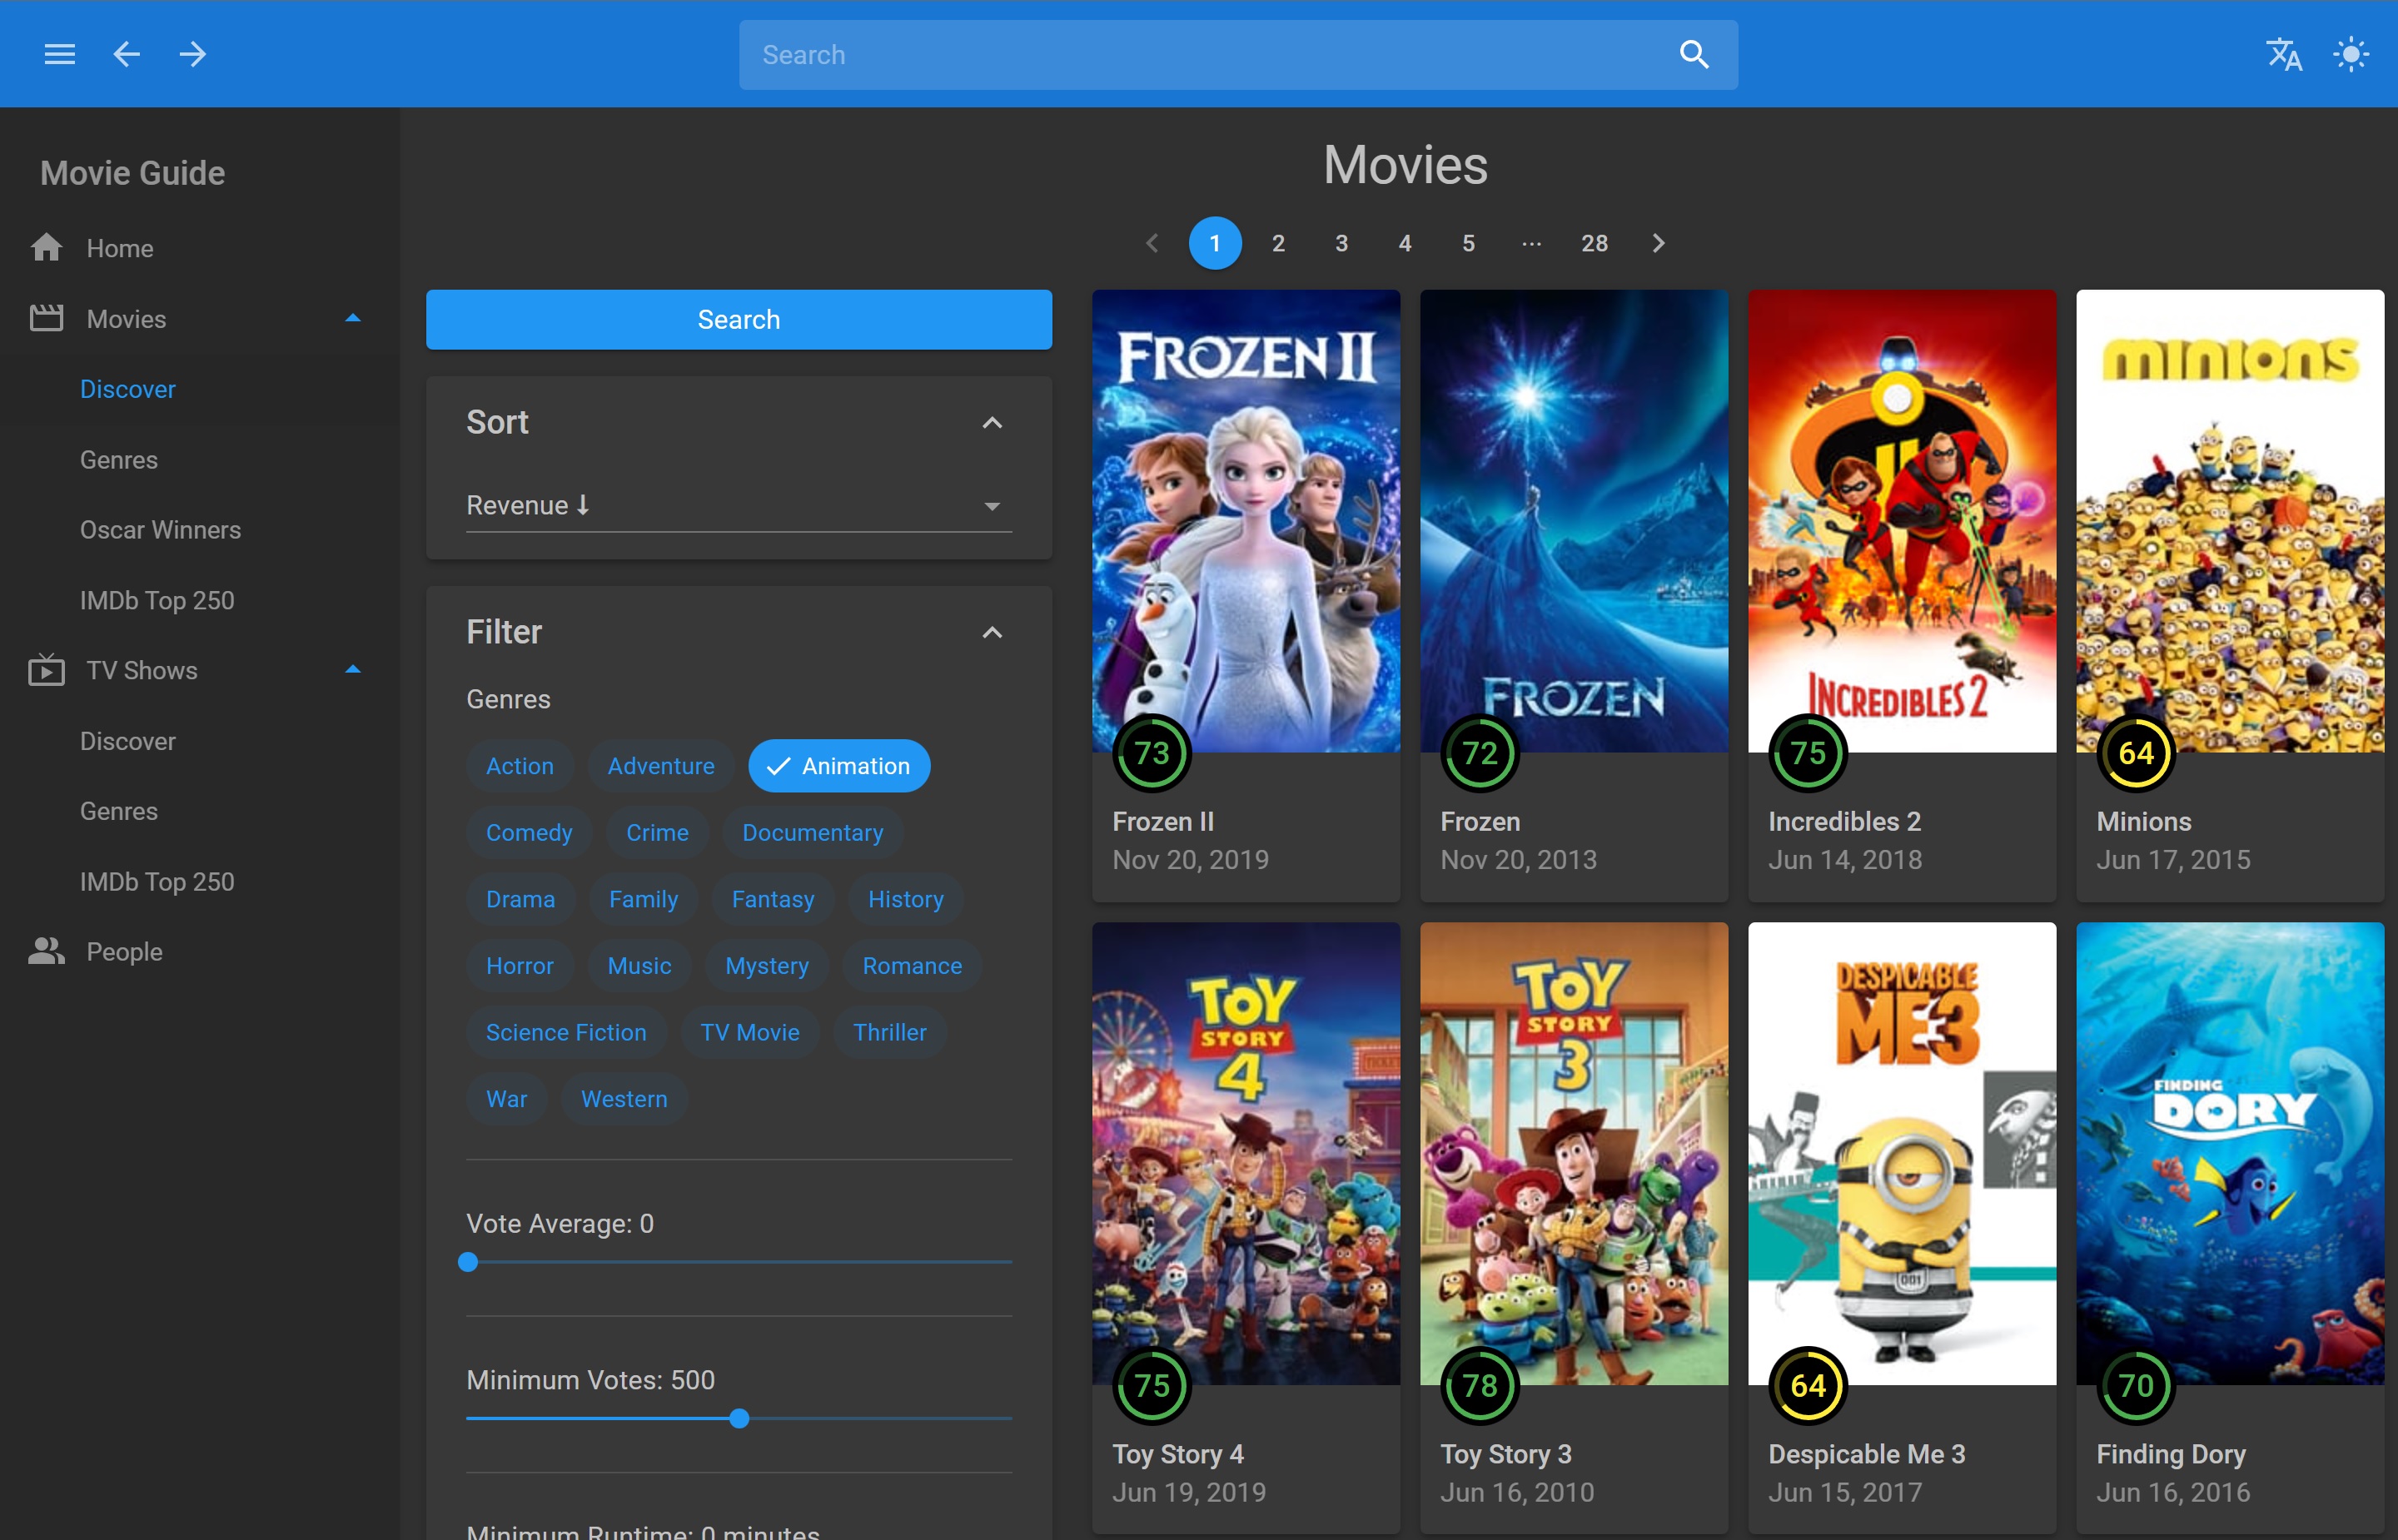 Search
Movie Guide
Home
Movies
Discover
Genres
Oscar Winners
IMDb Top 250
TV Shows
Discover
Genres
IMDb Top 250
People
Movies
1 2 3 4 5 ... 28
Search
Sort
Revenue ↓
Filter
Genres
Action Adventure Animation
Comedy Crime Documentary
Drama Family Fantasy History
Horror Music Mystery Romance
Science Fiction TV Movie Thriller
War Western
Vote Average: 0
Minimum Votes: 500
Minimum Runtime: 0 minutes
FROZEN II
73
Frozen II
Nov 20, 2019
FROZEN
72
Frozen
Nov 20, 2013
INCREDIBLES 2
75
Incredibles 2
Jun 14, 2018
minions
64
Minions
Jun 17, 2015
TOY
STORY
4
75
Toy Story 4
Jun 19, 2019
TOY
STORY
3
78
Toy Story 3
Jun 16, 2010
DESPICABLE
ME3
001
64
Despicable Me 3
Jun 15, 2017
FINDING
DORY
70
Finding Dory
Jun 16, 2016